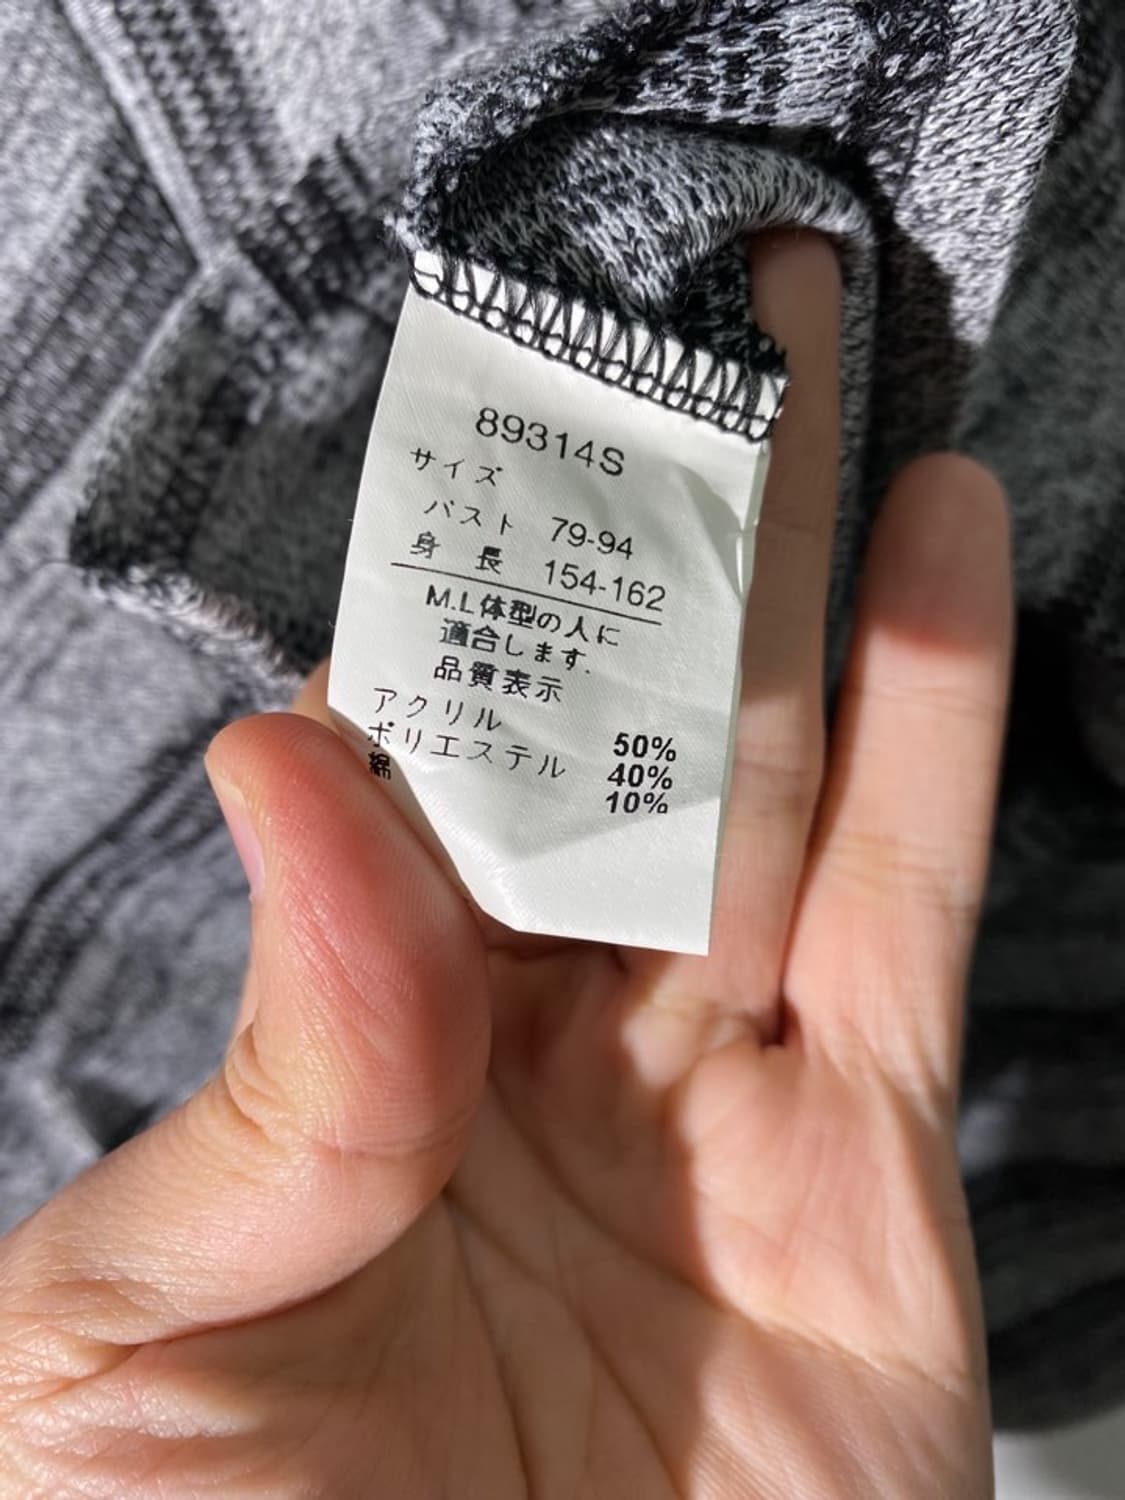 89314S
サイズ
バスト 79-94
身 長 154-162
M.L体型の人に
適合します.
品質表示
アクリル 50%
ポリエステル 40%
綿 10%